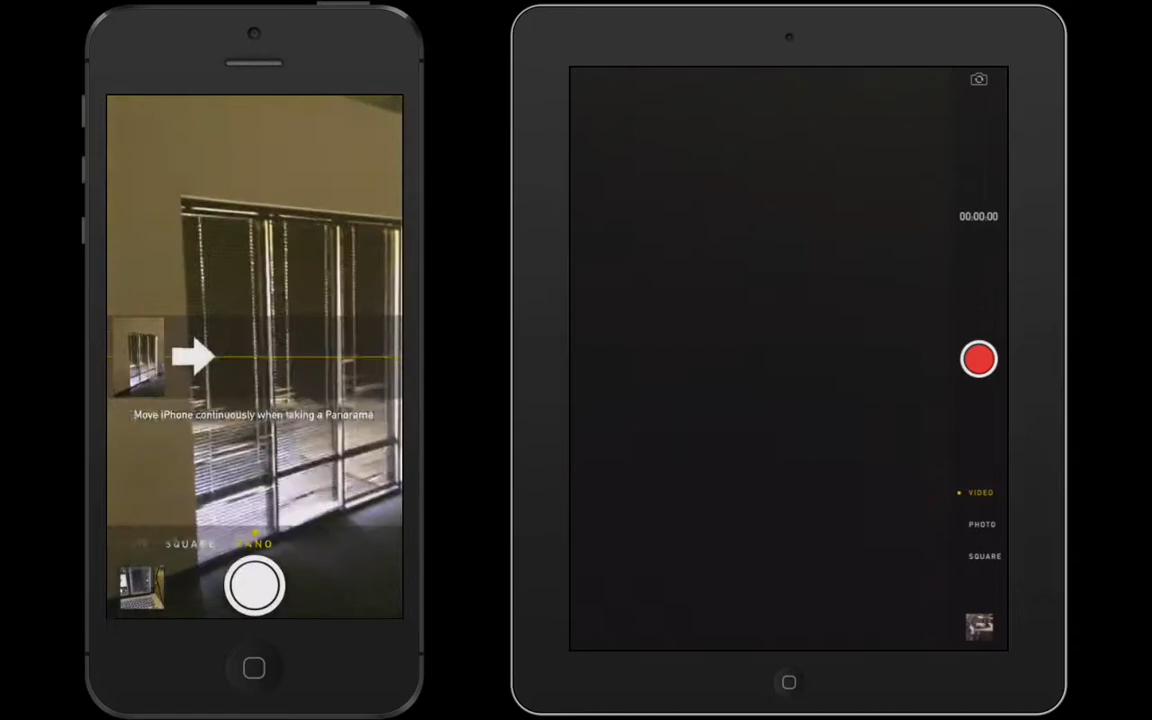 Move iPhone continuously when taking a Panorama
SQUARE
PANO
00:00:00
VIDEO
PHOTO
SQUARE